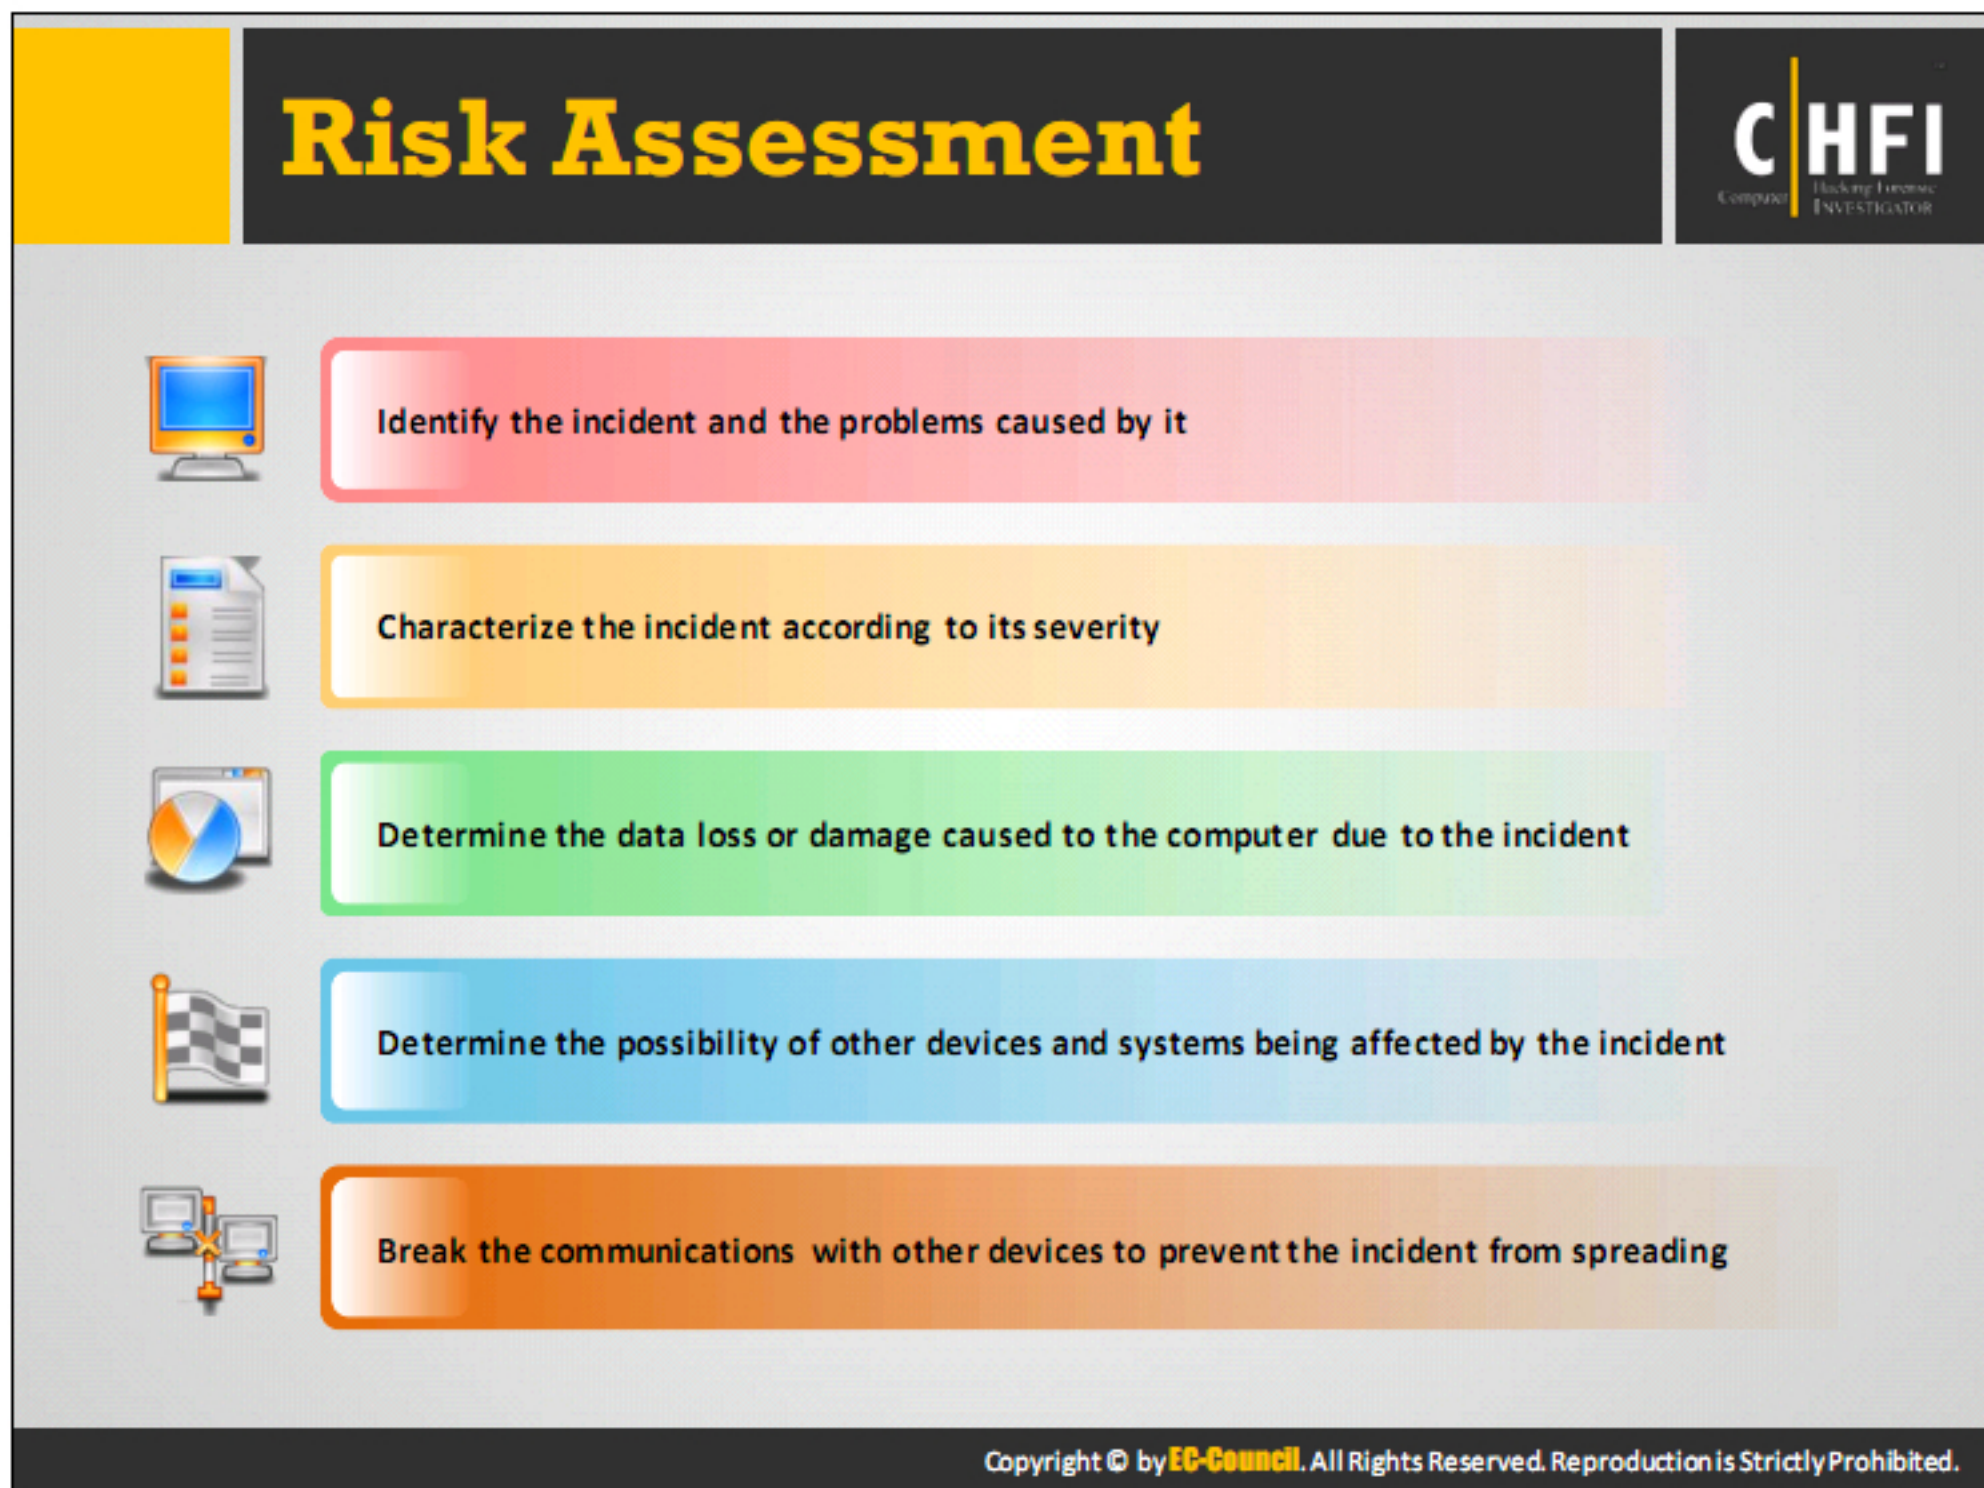 Risk Assessment
C HFI
Computer
Hacking Forensic
INVESTIGATOR
Identify the incident and the problems caused by it
Characterize the incident according to its severity
Determine the data loss or damage caused to the computer due to the incident
Determine the possibility of other devices and systems being affected by the incident
Break the communications with other devices to prevent the incident from spreading
Copyright © by EC-Council. All Rights Reserved. Reproduction is Strictly Prohibited.